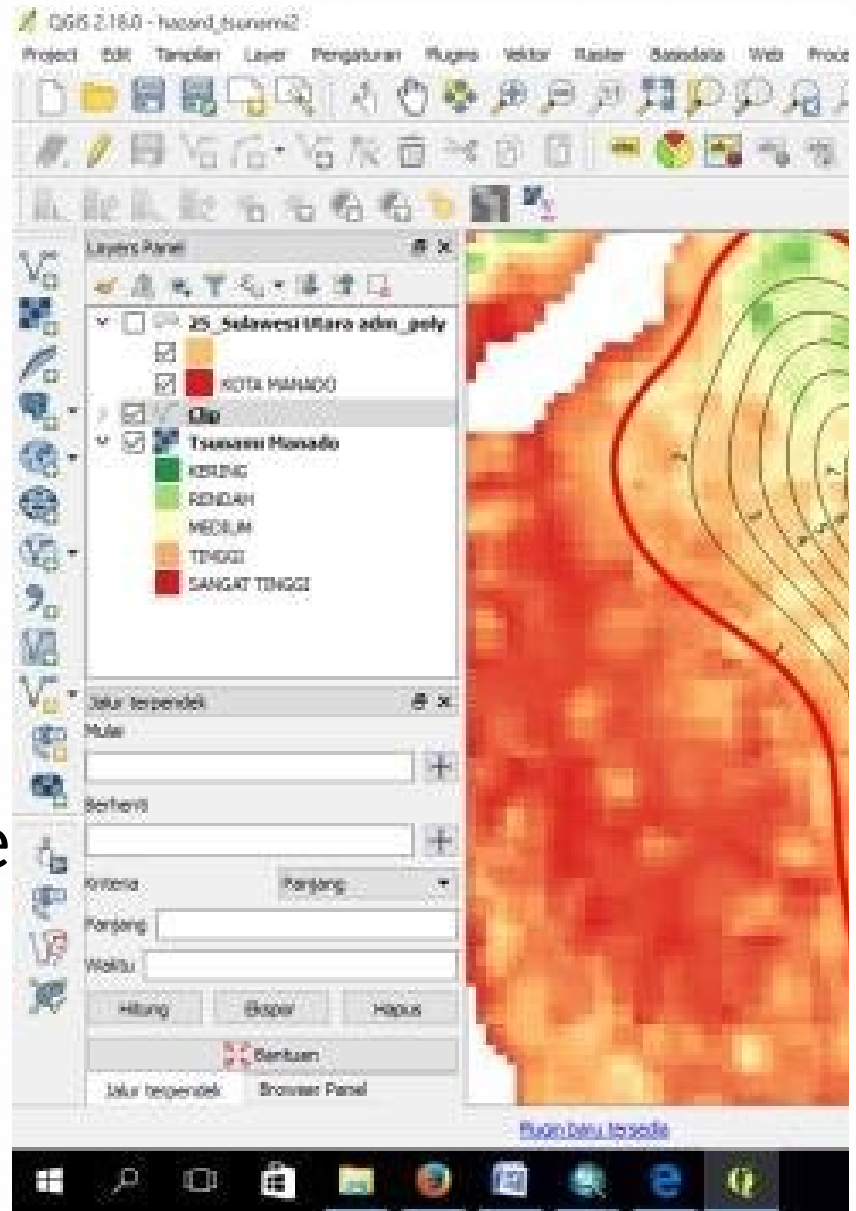 QGIS 2.18.0 - hazard_tsunami2
Project Edit Tampilan Layer Pengaturan Plugins Vektor Raster Basisdata Web Proce
Layers Panel
25_Sulawesi Utara adm_poly
KOTA MANADO
Clip
Tsunami Manado
KERING
RENDAH
MEDIUM
TINGGI
SANGAT TINGGI
Jalur terpendek
Mulai
Berhenti
e
Kriteria Panjang
Panjang
Waktu
Hitung Ekspor Hapus
Bantuan
Jalur terpendek Browser Panel
Plugin baru tersedia